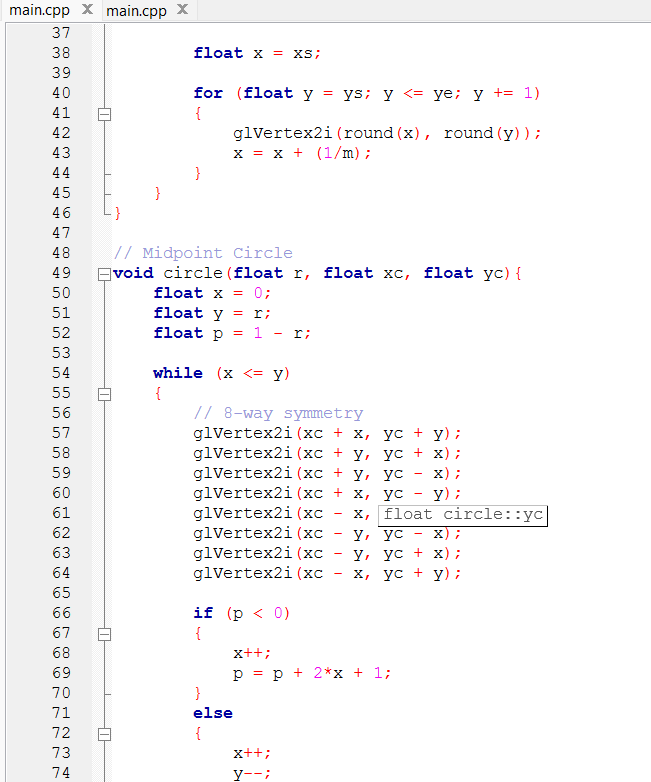 main.cpp X main.cpp X
37
38 float x = xs;
39
40 for (float y = ys; y <= ye; y += 1)
41 {
42 glVertex2i(round(x), round(y));
43 x = x + (1/m);
44 }
45 }
46 }
47
48 // Midpoint Circle
49 void circle(float r, float xc, float yc){
50 float x = 0;
51 float y = r;
52 float p = 1 - r;
53
54 while (x <= y)
55 {
56 // 8-way symmetry
57 glVertex2i(xc + x, yc + y);
58 glVertex2i(xc + y, yc + x);
59 glVertex2i(xc + y, yc - x);
60 glVertex2i(xc + x, yc - y);
61 glVertex2i(xc - x, float circle::yc
62 glVertex2i(xc - y, yc - x);
63 glVertex2i(xc - y, yc + x);
64 glVertex2i(xc - x, yc + y);
65
66 if (p < 0)
67 {
68 x++;
69 p = p + 2*x + 1;
70 }
71 else
72 {
73 x++;
74 y--;